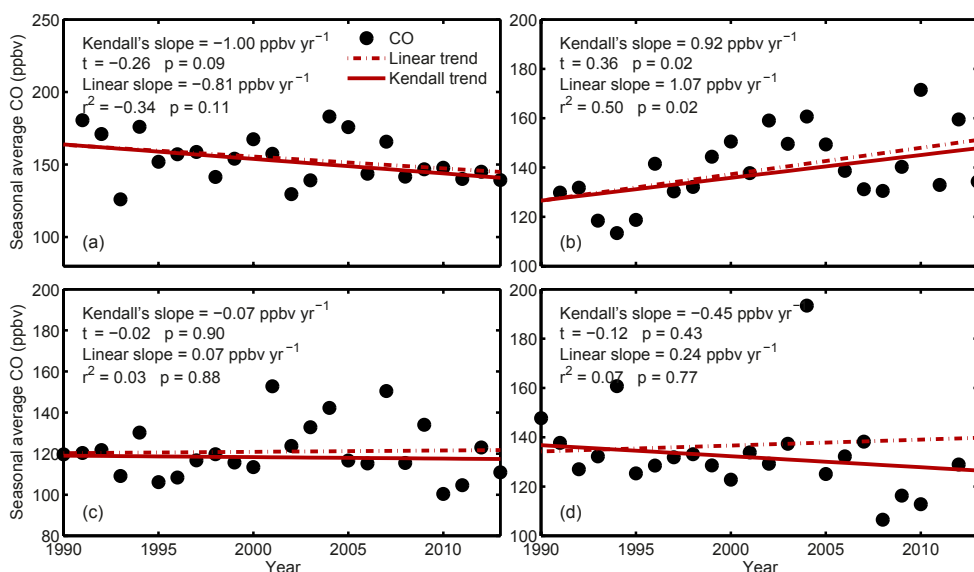 250
200
150
100
Seasonal average CO (ppbv)
Kendall's slope = −1.00 ppbv yr⁻¹
t = −0.26 p = 0.09
Linear slope = −0.81 ppbv yr⁻¹
r² = −0.34 p = 0.11
CO
Linear trend
Kendall trend
(a)
200
180
160
140
120
100
Kendall's slope = 0.92 ppbv yr⁻¹
t = 0.36 p = 0.02
Linear slope = 1.07 ppbv yr⁻¹
r² = 0.50 p = 0.02
(b)
200
180
160
140
120
100
80
Seasonal average CO (ppbv)
Kendall's slope = −0.07 ppbv yr⁻¹
t = −0.02 p = 0.90
Linear slope = 0.07 ppbv yr⁻¹
r² = 0.03 p = 0.88
(c)
1990 1995 2000 2005 2010
Year
200
180
160
140
120
100
Kendall's slope = −0.45 ppbv yr⁻
t = −0.12 p = 0.43
Linear slope = 0.24 ppbv yr⁻¹
r² = 0.07 p = 0.77
(d)
1990 1995 2000 2005 2010
Year